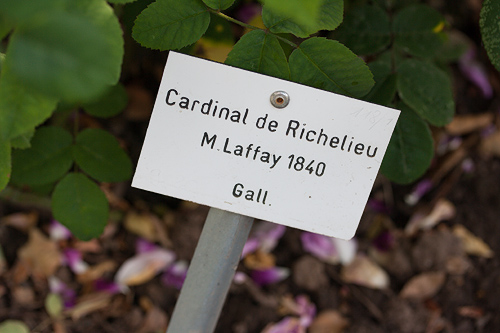 Cardinal de Richelieu
M. Laffay 1840
Gall.